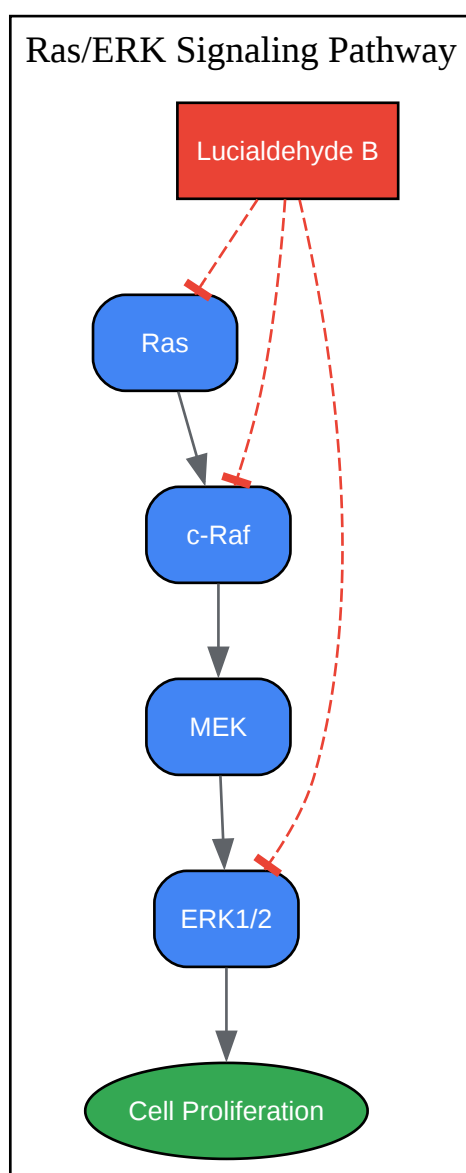 Ras/ERK Signaling Pathway
Lucialdehyde B
Ras
c-Raf
MEK
ERK1/2
Cell Proliferation